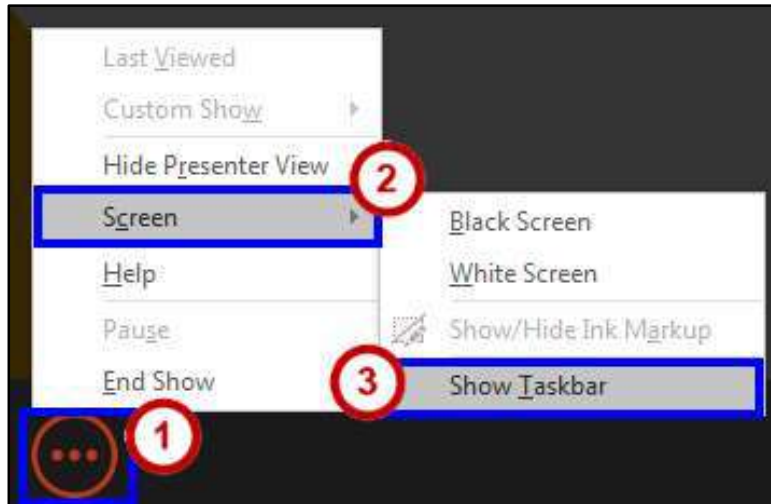 Last Viewed
Custom Show
Hide Presenter View
2
Screen
Black Screen
Help
White Screen
Pause
Show/Hide Ink Markup
End Show
3
Show Taskbar
1